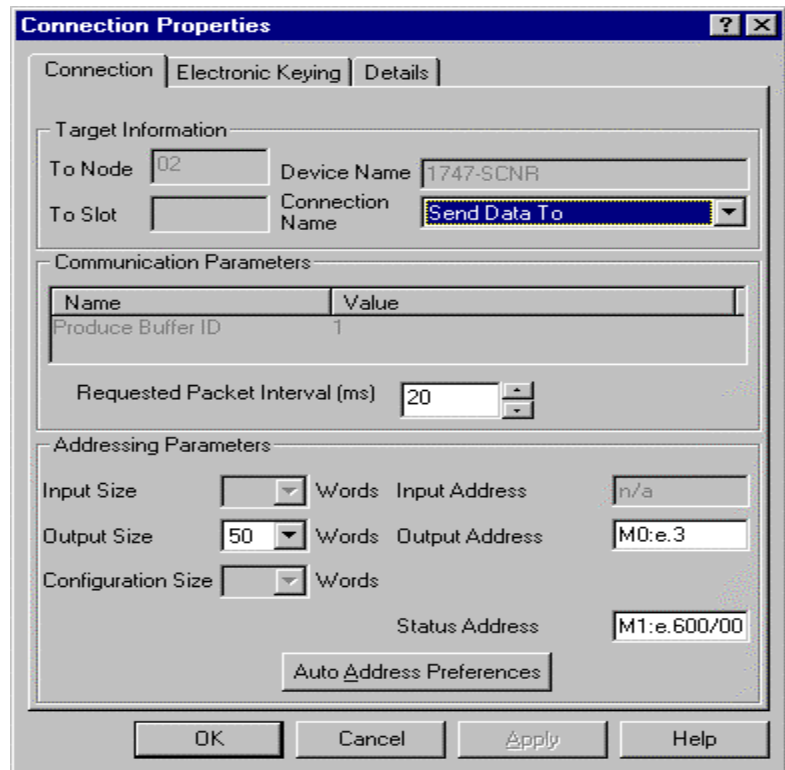 Connection Properties
? X
Connection Electronic Keying Details
Target Information
To Node 02 Device Name 1747-SCNR
To Slot Connection Name Send Data To
Communication Parameters
Name Value
Produce Buffer ID 1
Requested Packet Interval (ms) 20
Addressing Parameters
Input Size Words Input Address n/a
Output Size 50 Words Output Address M0:e.3
Configuration Size Words
Status Address M1:e.600/00
Auto Address Preferences
OK Cancel Apply Help